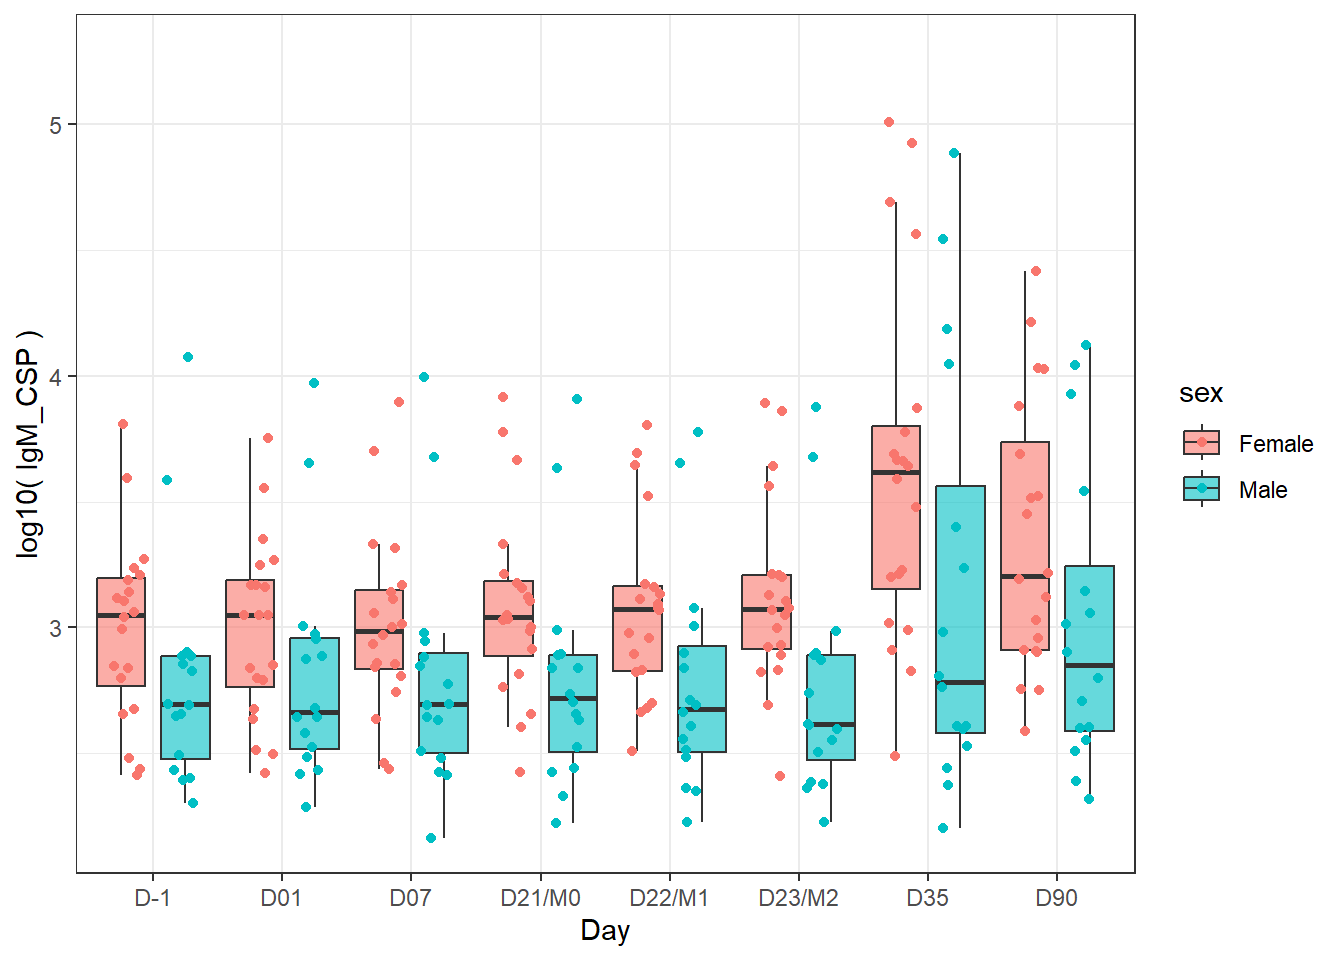 5
4
3
log10( IgM_CSP )
D-1 D01 D07 D21/M0 D22/M1 D23/M2 D35 D90
Day
sex
Female
Male